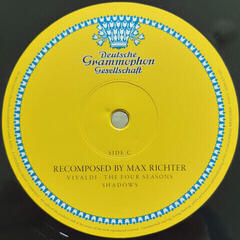 Deutsche
Grammophon
Gesellschaft
SIDE C
RECOMPOSED BY MAX RICHTER
VIVALDI · THE FOUR SEASONS
SHADOWS